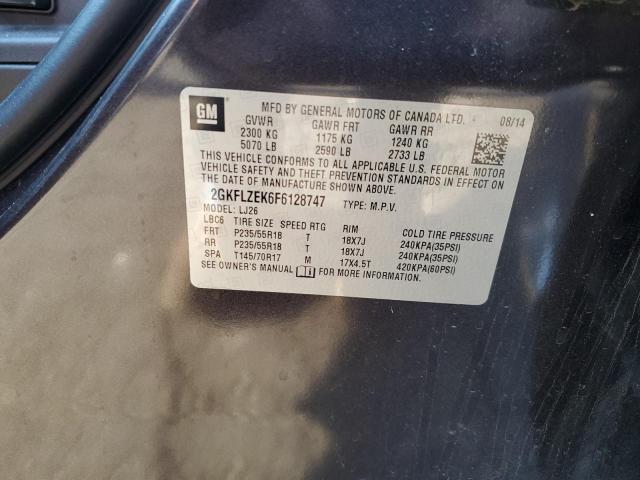 GM
MFD BY GENERAL MOTORS OF CANADA LTD. 08/14
GVWR GAWR FRT GAWR RR
2300 KG 1175 KG 1240 KG
5070 LB 2590 LB 2733 LB
THIS VEHICLE CONFORMS TO ALL APPLICABLE U.S. FEDERAL MOTOR
VEHICLE SAFETY AND THEFT PREVENTION STANDARDS IN EFFECT ON
THE DATE OF MANUFACTURE SHOWN ABOVE.
2GKFLZEK6F6128747 TYPE: M.P.V.
MODEL: LJ26
LBC6 TIRE SIZE SPEED RTG RIM COLD TIRE PRESSURE
FRT P235/55R18 T 18X7J 240KPA(35PSI)
RR P235/55R18 T 18X7J 240KPA(35PSI)
SPA T145/70R17 M 17X4.5T 420KPA(60PSI)
SEE OWNER'S MANUAL FOR MORE INFORMATION.